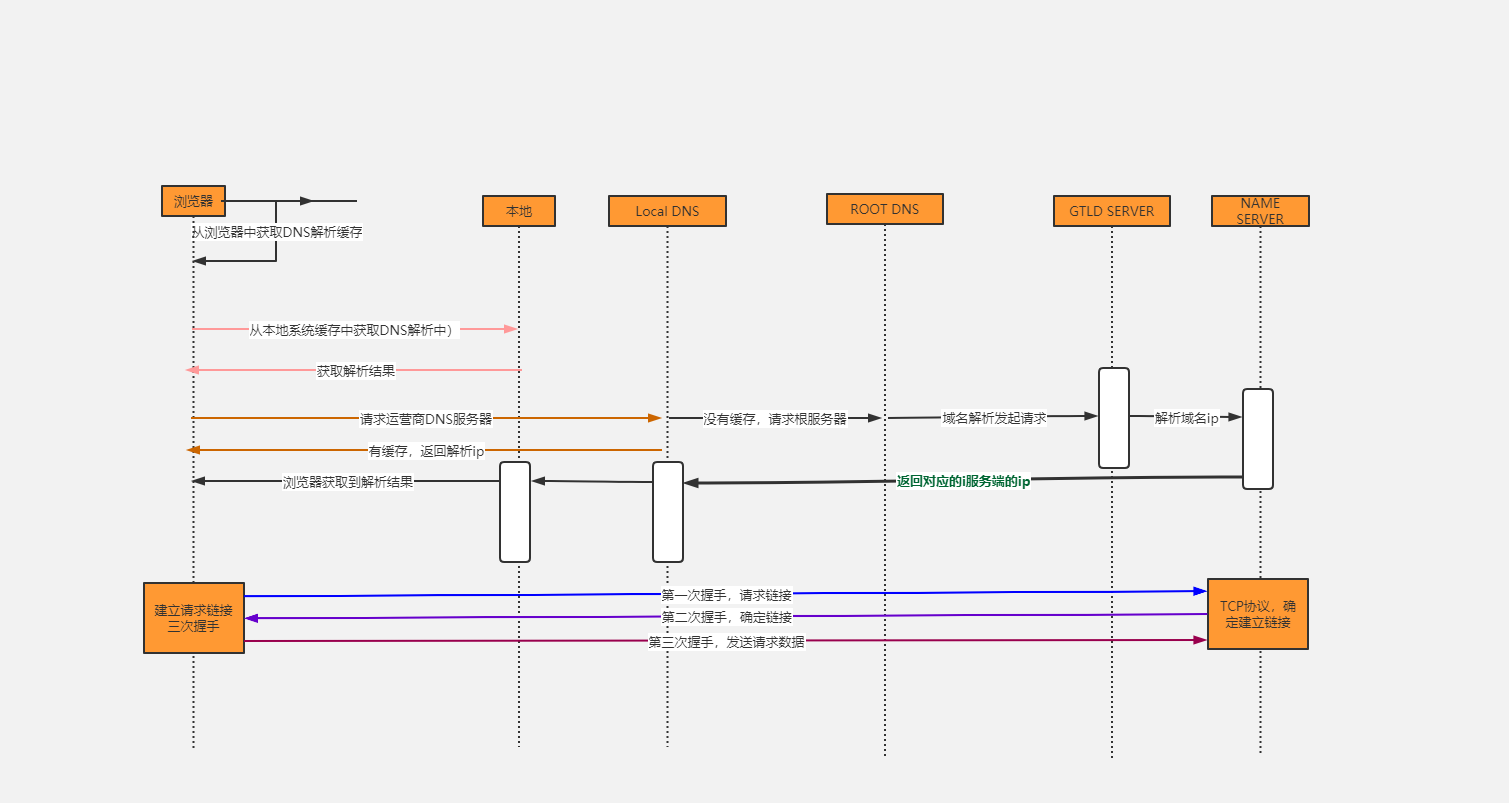 浏览器
本地
Local DNS
ROOT DNS
GTLD SERVER
NAME
SERVER
从浏览器中获取DNS解析缓存
从本地系统缓存中获取DNS解析中）
获取解析结果
请求运营商DNS服务器
没有缓存，请求根服务器
域名解析发起请求
解析域名ip
有缓存，返回解析ip
浏览器获取到解析结果
返回对应的i服务端的ip
建立请求链接
三次握手
第一次握手，请求链接
第二次握手，确定链接
第三次握手，发送请求数据
TCP协议，确
定建立链接